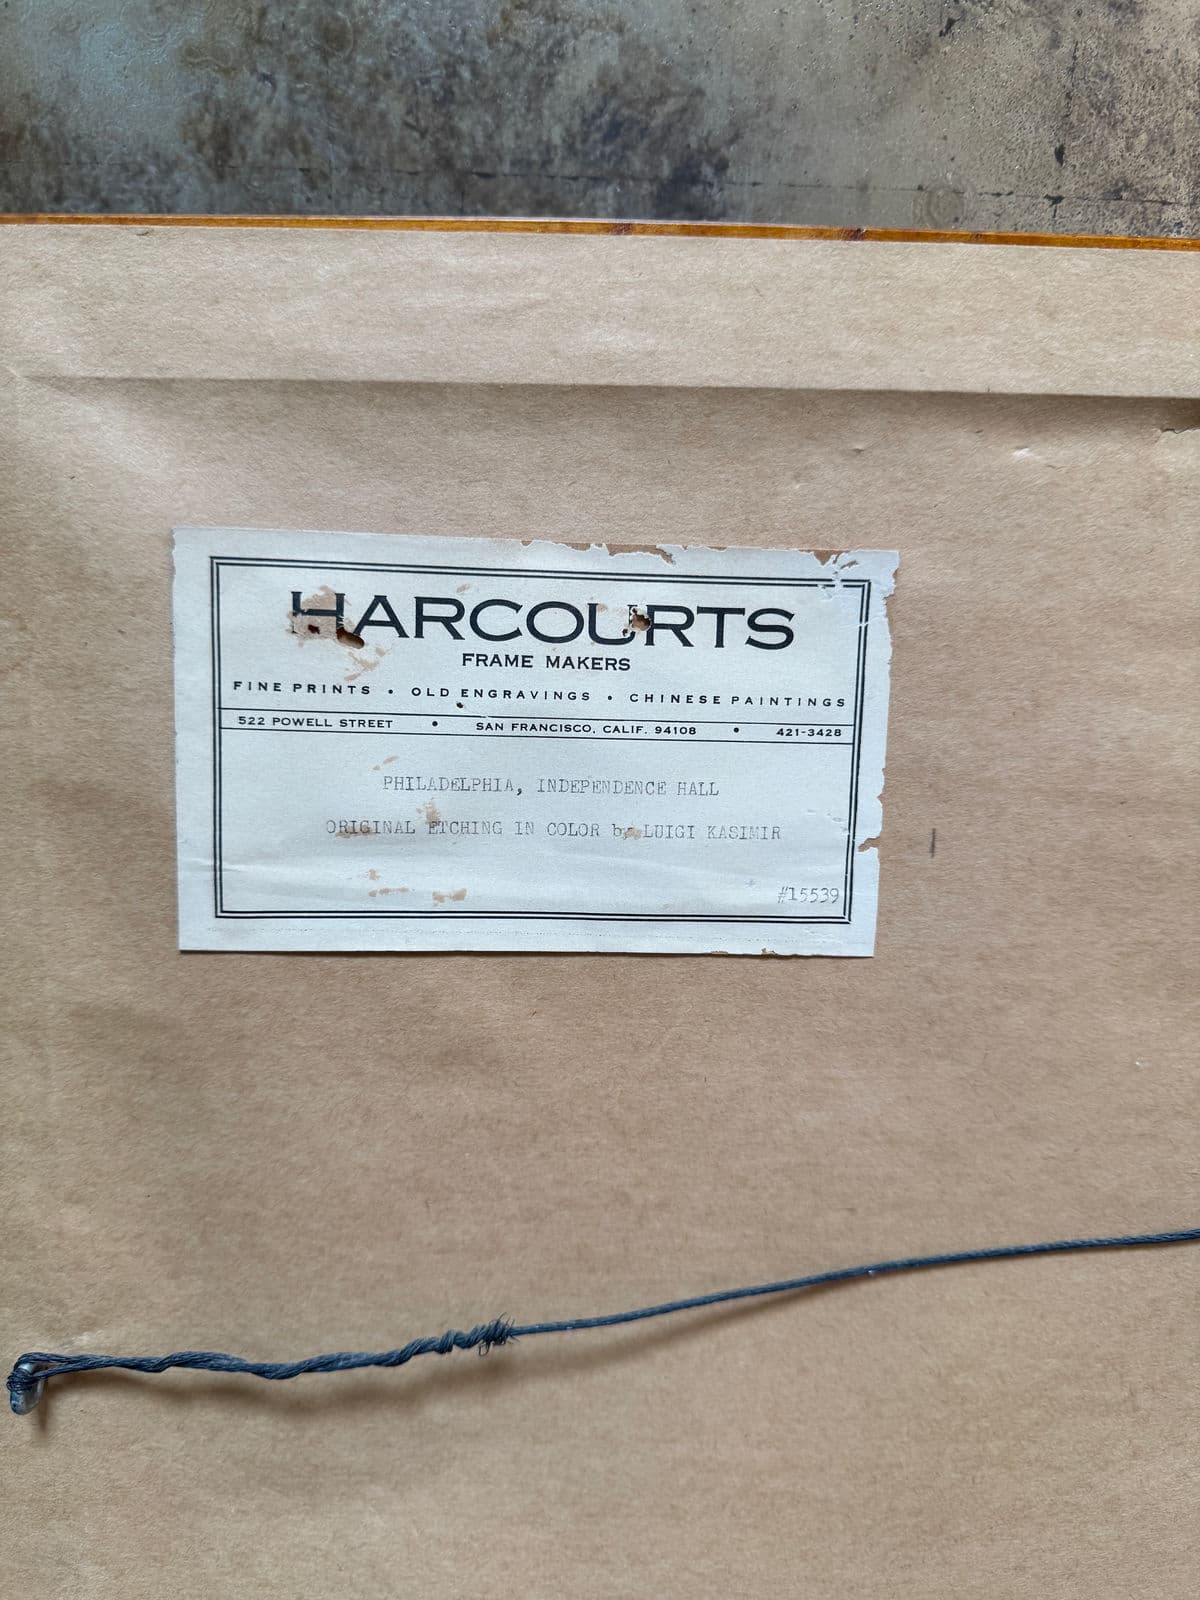 HARCOURTS
FRAME MAKERS
FINE PRINTS • OLD ENGRAVINGS • CHINESE PAINTINGS
522 POWELL STREET • SAN FRANCISCO, CALIF. 94108 • 421-3428
PHILADELPHIA, INDEPENDENCE HALL
ORIGINAL ETCHING IN COLOR by LUIGI KASIMIR
#15539